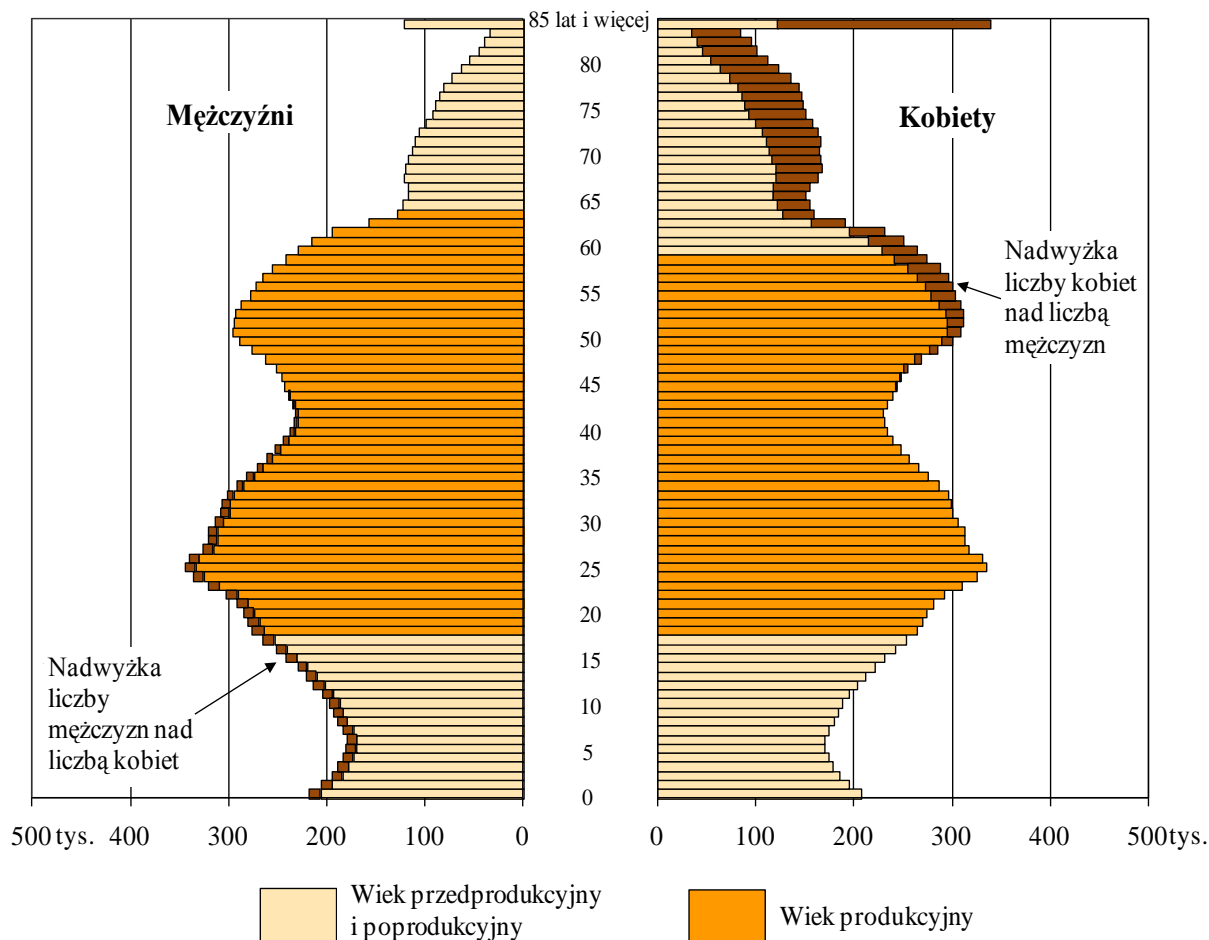 85 lat i więcej
80
75
70
65
60
55
50
45
40
35
30
25
20
15
10
5
0
Mężczyźni
Kobiety
Nadwyżka
liczby kobiet
nad liczbą
mężczyzn
Nadwyżka
liczby
mężczyzn nad
liczbą kobiet
500 tys. 400 300 200 100 0
0 100 200 300 400 500 tys.
Wiek przedprodukcyjny
i poprodukcyjny
Wiek produkcyjny